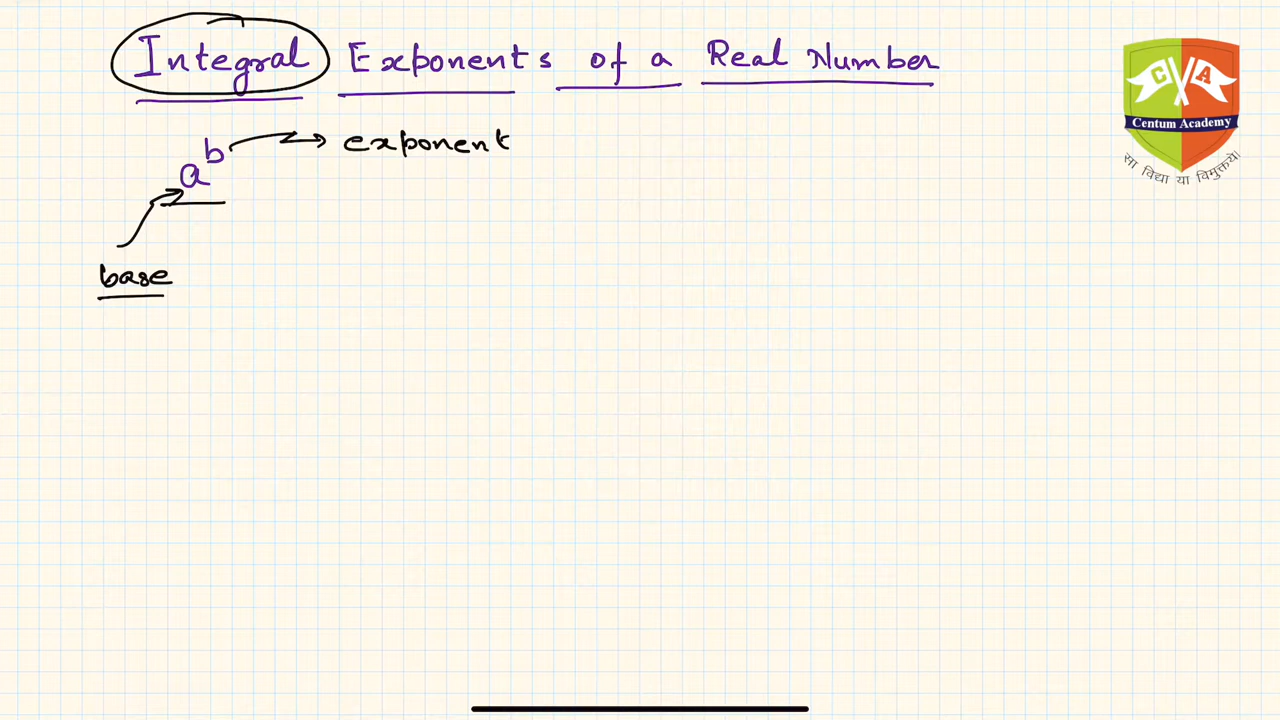 Integral Exponents of a Real Number
a^b → exponent
base
C A
Centum Academy
सा विद्या या विमुक्तये।